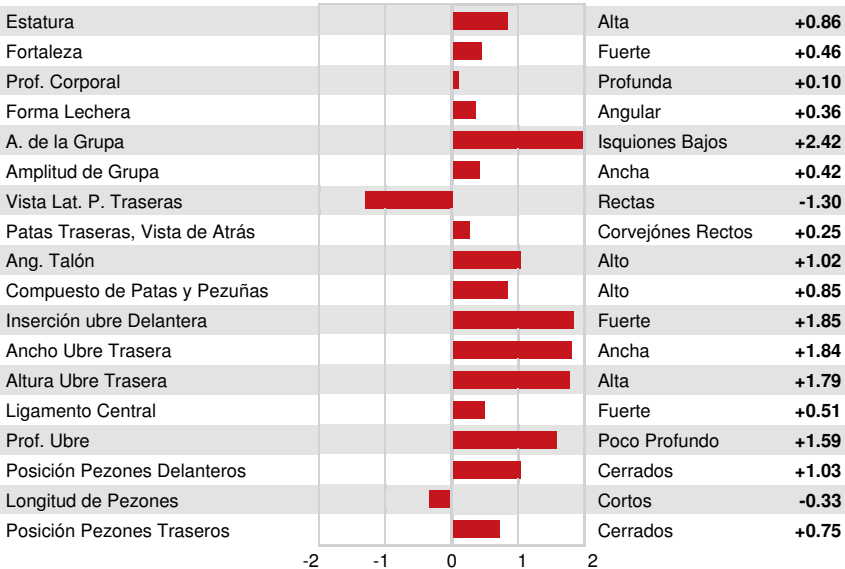 Estatura Alta +0.86
Fortaleza Fuerte +0.46
Prof. Corporal Profunda +0.10
Forma Lechera Angular +0.36
A. de la Grupa Isquiones Bajos +2.42
Amplitud de Grupa Ancha +0.42
Vista Lat. P. Traseras Rectas -1.30
Patas Traseras, Vista de Atrás Corvejónes Rectos +0.25
Ang. Talón Alto +1.02
Compuesto de Patas y Pezuñas Alto +0.85
Inserción ubre Delantera Fuerte +1.85
Ancho Ubre Trasera Ancha +1.84
Altura Ubre Trasera Alta +1.79
Ligamento Central Fuerte +0.51
Prof. Ubre Poco Profundo +1.59
Posición Pezones Delanteros Cerrados +1.03
Longitud de Pezones Cortos -0.33
Posición Pezones Traseros Cerrados +0.75
-2 -1 0 1 2